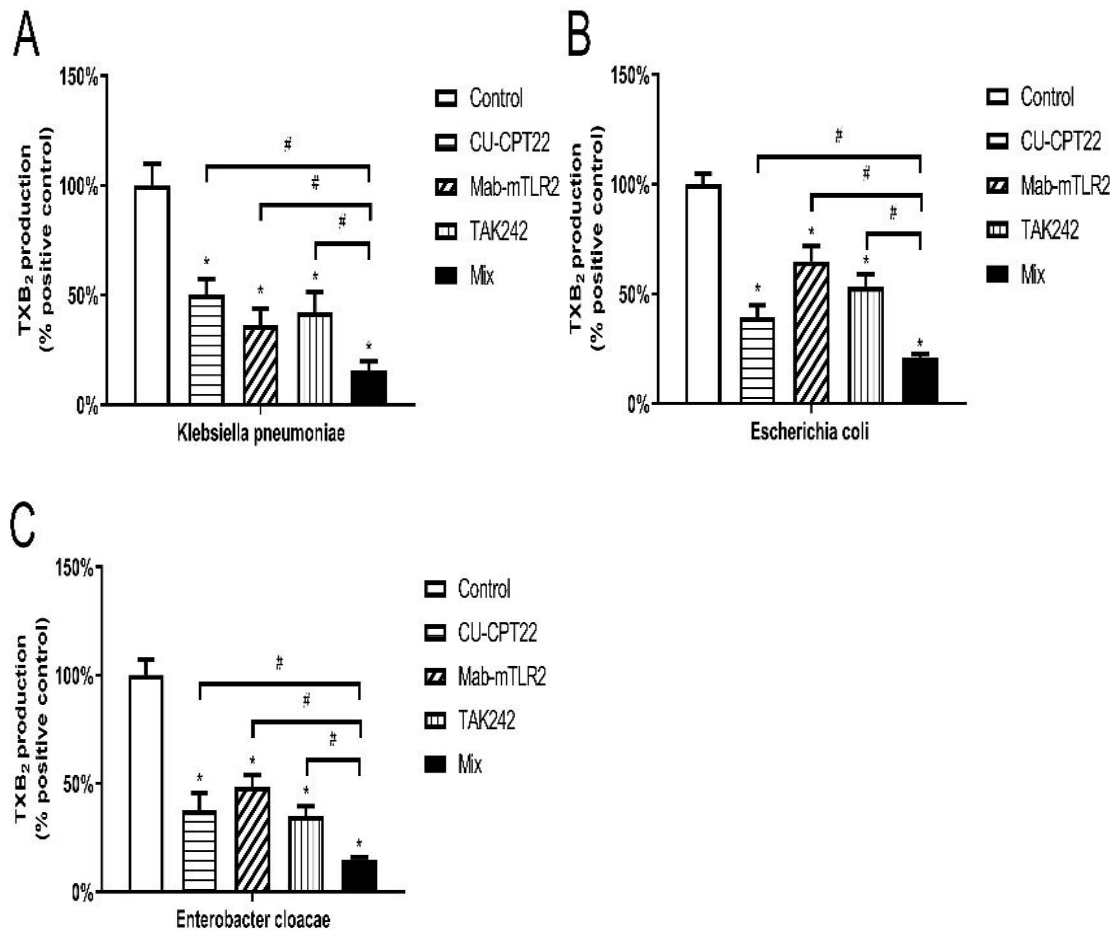 A
TXB₂ production
(% positive control)
150%
100%
50%
0%
*
*
*
*
#
#
#
Klebsiella pneumoniae
Control
CU-CPT22
Mab-mTLR2
TAK242
Mix
B
TXB₂ production
(% positive control)
150%
100%
50%
0%
*
*
*
*
#
#
#
Escherichia coli
Control
CU-CPT22
Mab-mTLR2
TAK242
Mix
C
TXB₂ production
(% positive control)
150%
100%
50%
0%
*
*
*
*
#
#
#
Enterobacter cloacae
Control
CU-CPT22
Mab-mTLR2
TAK242
Mix